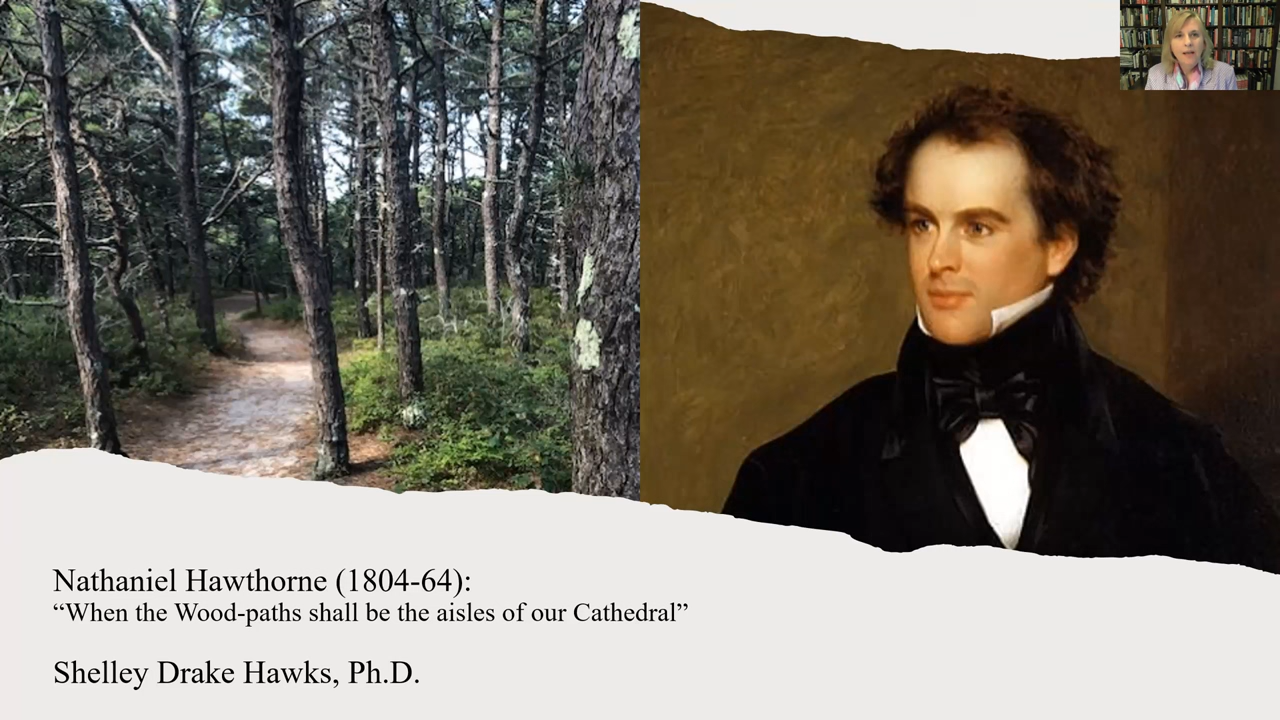 Nathaniel Hawthorne (1804-64):
“When the Wood-paths shall be the aisles of our Cathedral”
Shelley Drake Hawks, Ph.D.